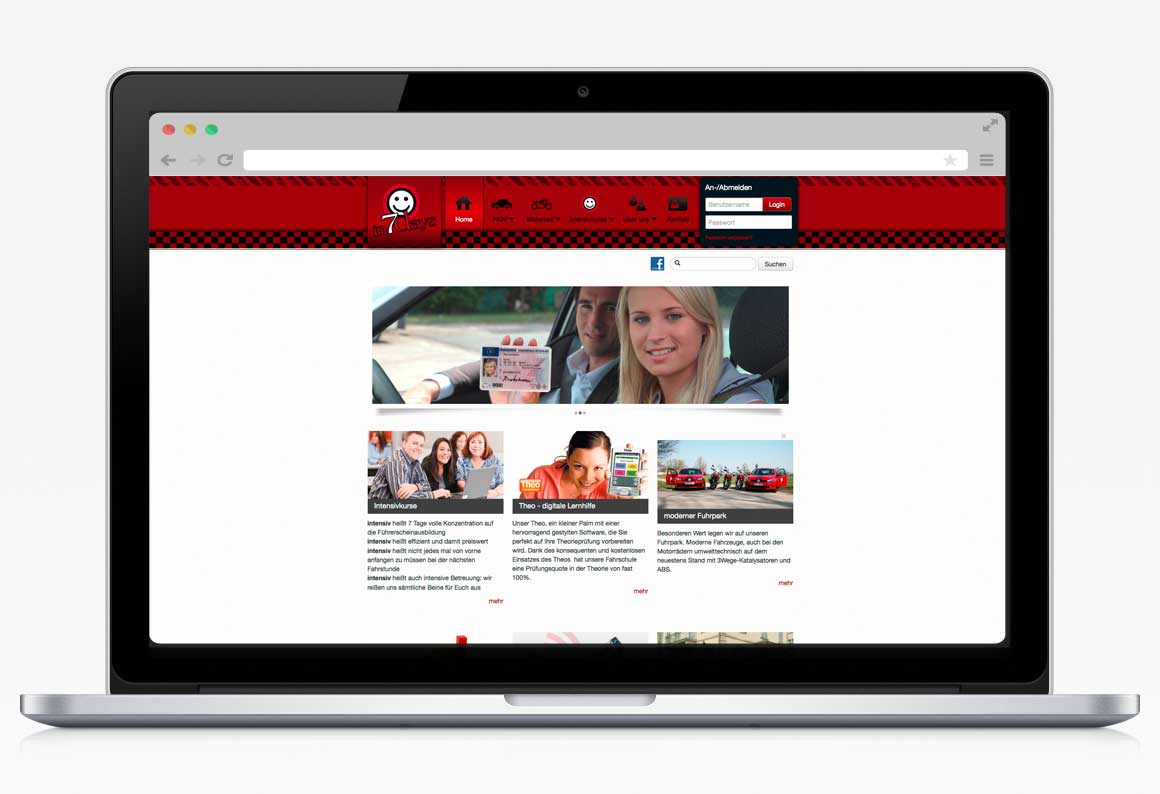 in 7 days
Home
PKW
Motorrad
Intensivkurse
über uns
Kontakt
An-/Abmelden
Benutzername
Login
Passwort
Passwort vergessen?
Suchen
Theo
Intensivkurse
Theo - digitale Lernhilfe
moderner Fuhrpark
intensiv heißt 7 Tage volle Konzentration auf
die Führerscheinausbildung
intensiv heißt effizient und damit preiswert
intensiv heißt nicht jedes mal von vorne
anfangen zu müssen bei der nächsten
Fahrstunde
intensiv heißt auch intensive Betreuung: wir
reißen uns sämtliche Beine für Euch aus
mehr
Unser Theo, ein kleiner Palm mit einer
hervorragend gestylten Software, die Sie
perfekt auf Ihre Theorieprüfung vorbereiten
wird. Dank des konsequenten und kostenlosen
Einsatzes des Theos hat unsere Fahrschule
eine Prüfungsquote in der Theorie von fast
100%.
mehr
Besonderen Wert legen wir auf unseren
Fuhrpark. Moderne Fahrzeuge, auch bei den
Motorrädern umwelttechnisch auf dem
neuestens Stand mit 3Wege-Katalysatoren und
ABS.
mehr